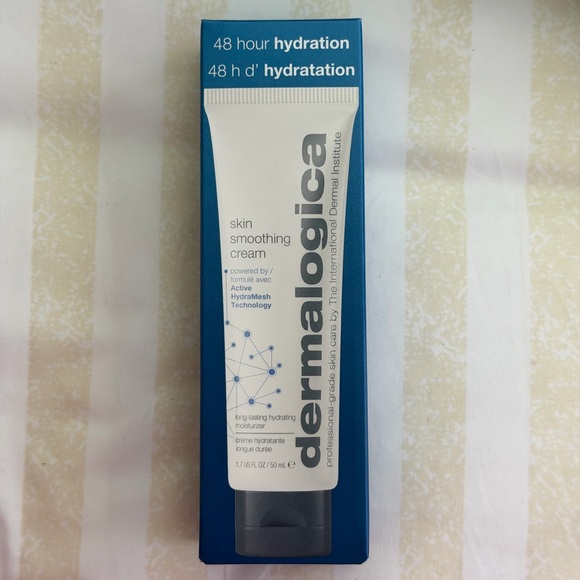 48 hour hydration
48 h d' hydratation
skin
smoothing
cream
powered by /
formulé avec
Active
HydraMesh
Technology
long-lasting hydrating
moisturizer
crème hydratante
longue durée
1.7 US FL OZ / 50 mL ℮
dermalogica
professional-grade skin care by The International Dermal Institute